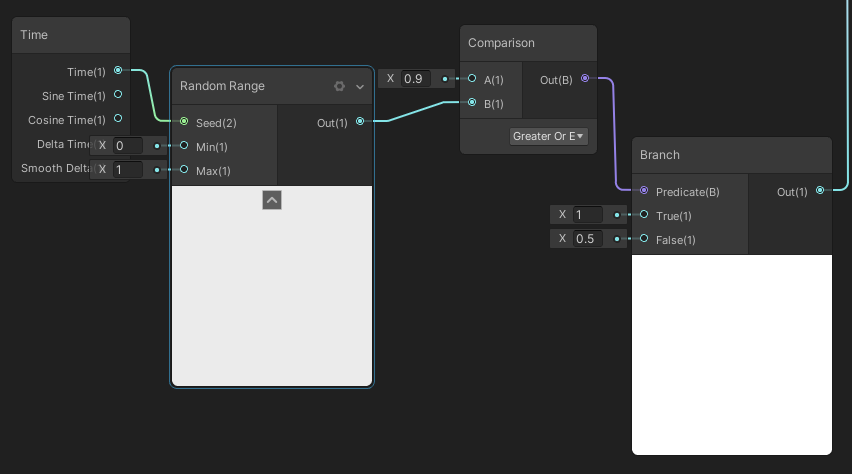 Time
Time(1)
Sine Time(1)
Cosine Time(1)
Delta Time
X 0
Smooth Delta
X 1
Random Range
Seed(2)
Out(1)
Min(1)
Max(1)
X 0.9
Comparison
A(1)
Out(B)
B(1)
Greater Or E
Branch
Predicate(B)
Out(1)
X 1
True(1)
X 0.5
False(1)